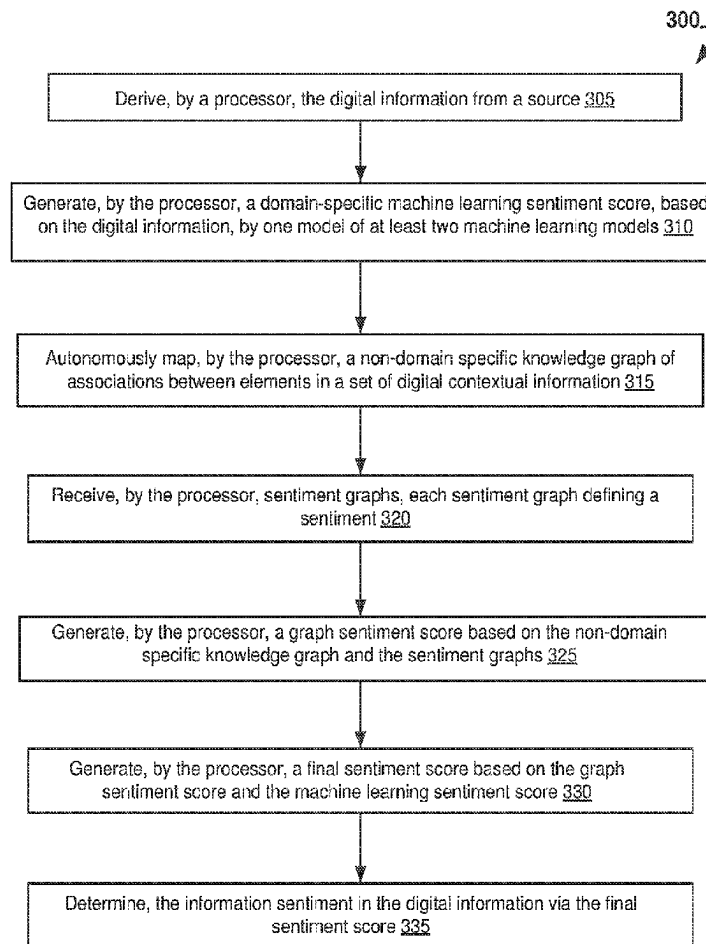 300
Derive, by a processor, the digital information from a source 305
Generate, by the processor, a domain-specific machine learning sentiment score, based
on the digital information, by one model of at least two machine learning models 310
Autonomously map, by the processor, a non-domain specific knowledge graph of
associations between elements in a set of digital contextual information 315
Receive, by the processor, sentiment graphs, each sentiment graph defining a
sentiment 320
Generate, by the processor, a graph sentiment score based on the non-domain
specific knowledge graph and the sentiment graphs 325
Generate, by the processor, a final sentiment score based on the graph
sentiment score and the machine learning sentiment score 330
Determine, the information sentiment in the digital information via the final
sentiment score 335